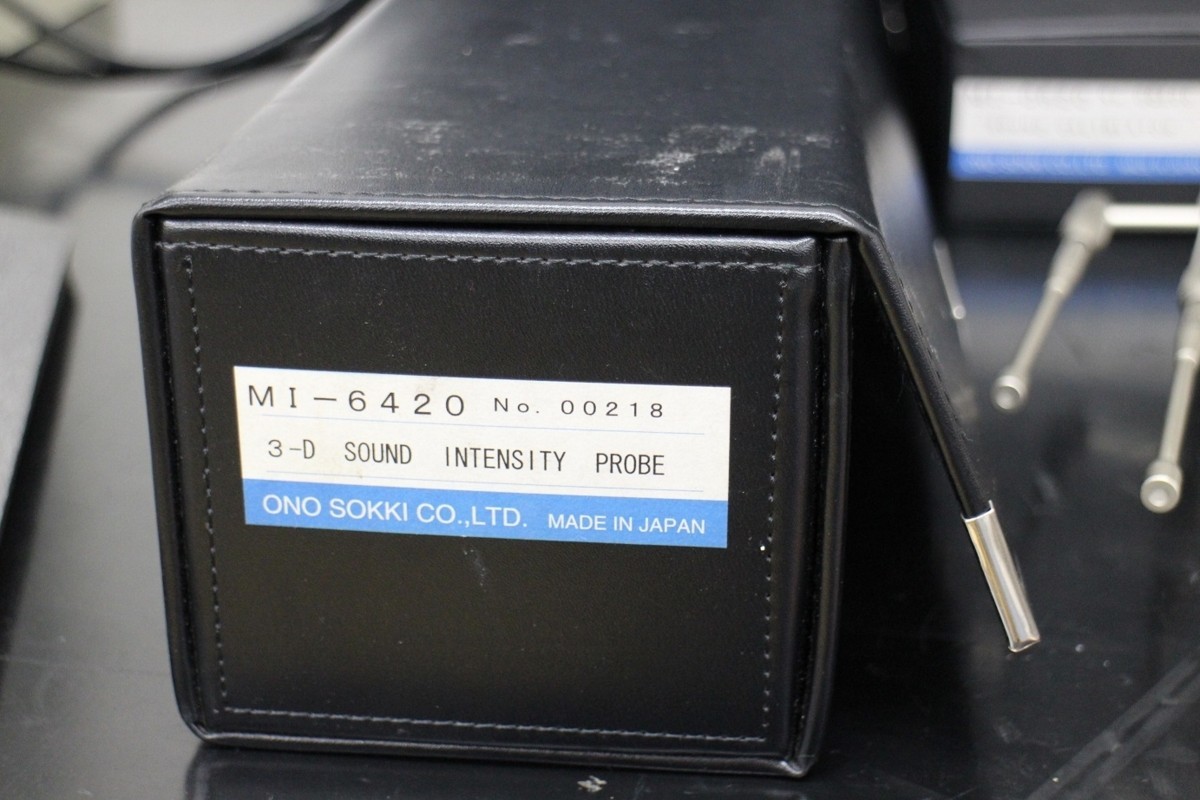 MI-6420 No. 00218
3-D SOUND INTENSITY PROBE
ONO SOKKI CO.,LTD. MADE IN JAPAN